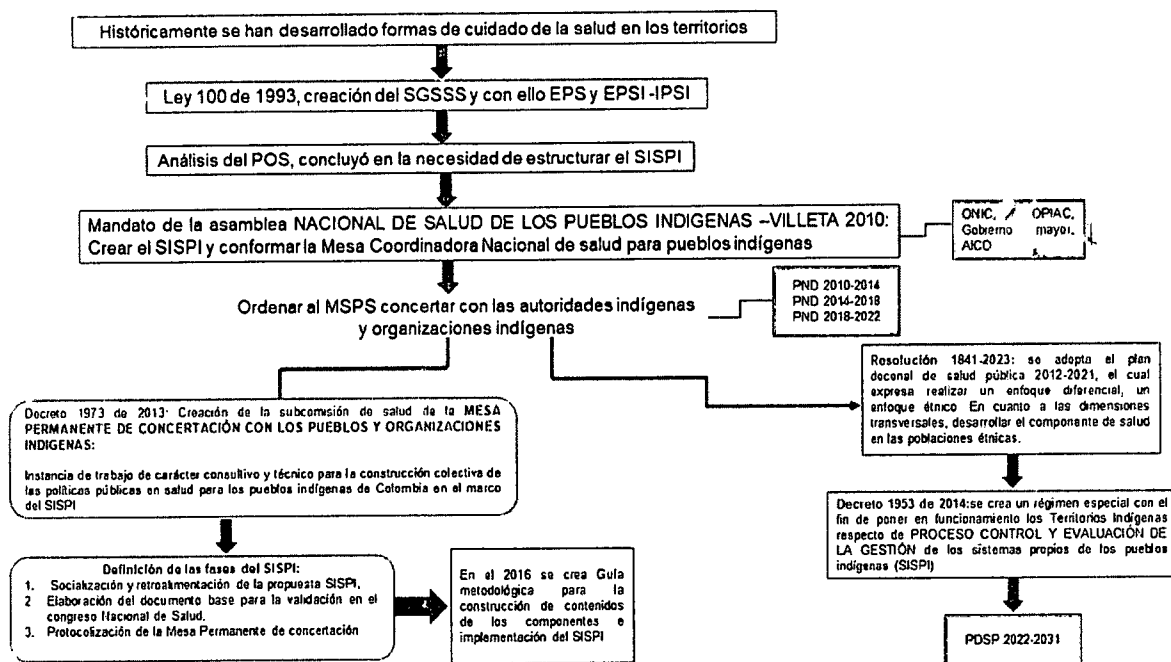 Históricamente se han desarrollado formas de cuidado de la salud en los territorios
Ley 100 de 1993, creación del SGSSS y con ello EPS y EPSI -IPSI
Análisis del POS, concluyó en la necesidad de estructurar el SISPI
Mandato de la asamblea NACIONAL DE SALUD DE LOS PUEBLOS INDIGENAS –VILLETA 2010:
Crear el SISPI y conformar la Mesa Coordinadora Nacional de salud para pueblos indígenas
ONIC, OPIAC,
Gobierno mayor,
AICO
Ordenar al MSPS concertar con las autoridades indígenas
y organizaciones indígenas
PND 2010-2014
PND 2014-2018
PND 2018-2022
Decreto 1973 de 2013: Creación de la subcomisión de salud de la MESA
PERMANENTE DE CONCERTACIÓN CON LOS PUEBLOS Y ORGANIZACIONES
INDIGENAS:
Instancia de trabajo de carácter consultivo y técnico para la construcción colectiva de
las políticas públicas en salud para los pueblos indígenas de Colombia en el marco
del SISPI
Definición de las fases del SISPI:
1. Socialización y retroalimentación de la propuesta SISPI,
2 Elaboración del documento base para la validación en el
congreso Nacional de Salud.
3. Protocolización de la Mesa Permanente de concertación
En el 2016 se crea Guía
metodológica para la
construcción de contenidos
de los componentes e
implementación del SISPI
Resolución 1841-2023: se adopta el plan
decenal de salud pública 2012-2021, el cual
expresa realizar un enfoque diferencial, un
enfoque étnico En cuanto a las dimensiones
transversales, desarrollar el componente de salud
en las poblaciones étnicas.
Decreto 1953 de 2014:se crea un régimen especial con el
fin de poner en funcionamiento los Territorios Indígenas
respecto de PROCESO CONTROL Y EVALUACIÓN DE
LA GESTIÓN de los sistemas propios de los pueblos
indígenas (SISPI)
PDSP 2022-2031